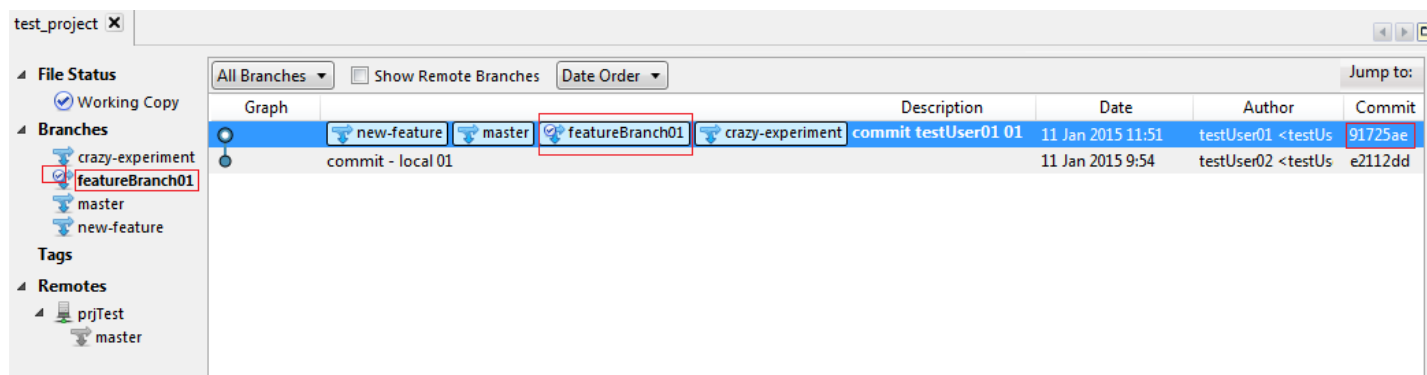 test_project
File Status
Working Copy
Branches
crazy-experiment
featureBranch01
master
new-feature
Tags
Remotes
prjTest
master
All Branches Show Remote Branches Date Order Jump to:
Graph Description Date Author Commit
new-feature master featureBranch01 crazy-experiment commit testUser01 01 11 Jan 2015 11:51 testUser01 <testUs 91725ae
commit - local 01 11 Jan 2015 9:54 testUser02 <testUs e2112dd